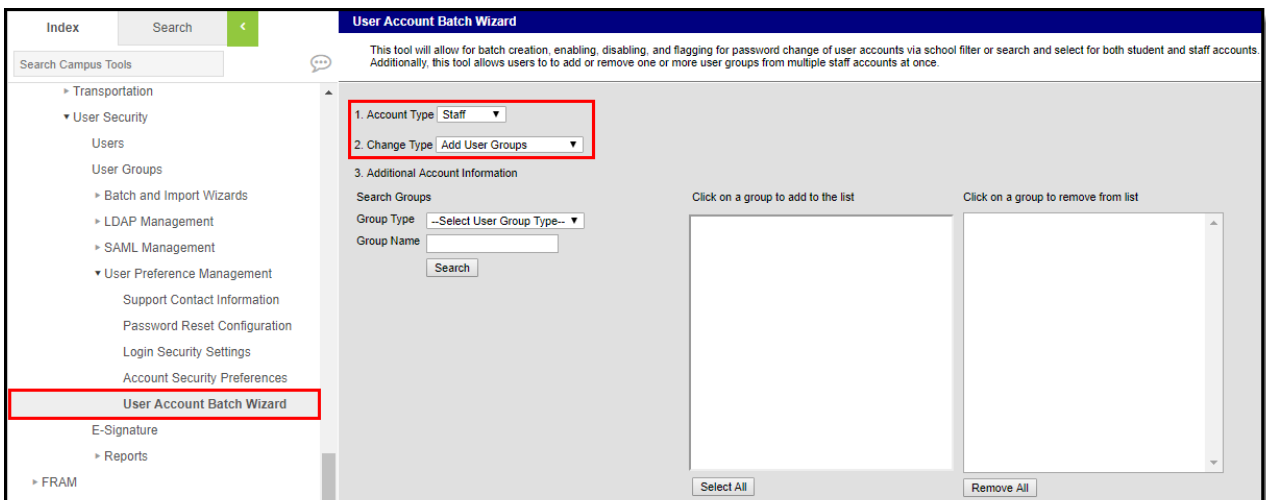 Index
Search
<
Search Campus Tools
Transportation
User Security
Users
User Groups
Batch and Import Wizards
LDAP Management
SAML Management
User Preference Management
Support Contact Information
Password Reset Configuration
Login Security Settings
Account Security Preferences
User Account Batch Wizard
E-Signature
Reports
FRAM
User Account Batch Wizard
This tool will allow for batch creation, enabling, disabling, and flagging for password change of user accounts via school filter or search and select for both student and staff accounts.
Additionally, this tool allows users to to add or remove one or more user groups from multiple staff accounts at once.
1. Account Type Staff
2. Change Type Add User Groups
3. Additional Account Information
Search Groups
Group Type --Select User Group Type--
Group Name
Search
Click on a group to add to the list
Select All
Click on a group to remove from list
Remove All